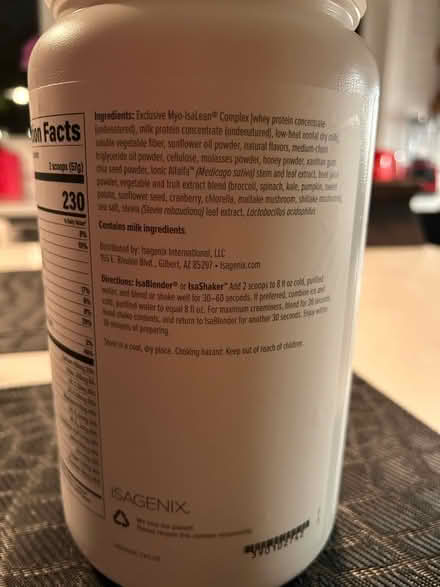 on Facts
2 scoops (57g)
230
% Daily Value*
Ingredients: Exclusive Myo-IsaLean® Complex [whey protein concentrate
(undenatured), milk protein concentrate (undenatured), low-heat nonfat dry milk],
soluble vegetable fiber, sunflower oil powder, natural flavors, medium-chain
triglyceride oil powder, cellulose, molasses powder, honey powder, xanthan gum,
chia seed powder, Ionic Alfalfa™ (Medicago sativa) stem and leaf extract, beet juice
powder, vegetable and fruit extract blend (broccoli, spinach, kale, pumpkin, sweet
potato, sunflower seed, cranberry, chlorella, maitake mushroom, shiitake mushroom),
sea salt, stevia (Stevia rebaudiana) leaf extract, Lactobacillus acidophilus
Contains milk ingredients.
Distributed by: Isagenix International, LLC
155 E. Rivulon Blvd., Gilbert, AZ 85297 • Isagenix.com
Directions: IsaBlender® or IsaShaker™ Add 2 scoops to 8 fl oz cold, purified
water, and blend or shake well for 30–60 seconds. If preferred, combine ice and
cold, purified water to equal 8 fl oz. For maximum creaminess, blend for 30 seconds,
hand shake contents, and return to IsaBlender for another 30 seconds. Enjoy within
10 minutes of preparing.
Store in a cool, dry place. Cooking hazard: Keep out of reach of children.
ISAGENIX